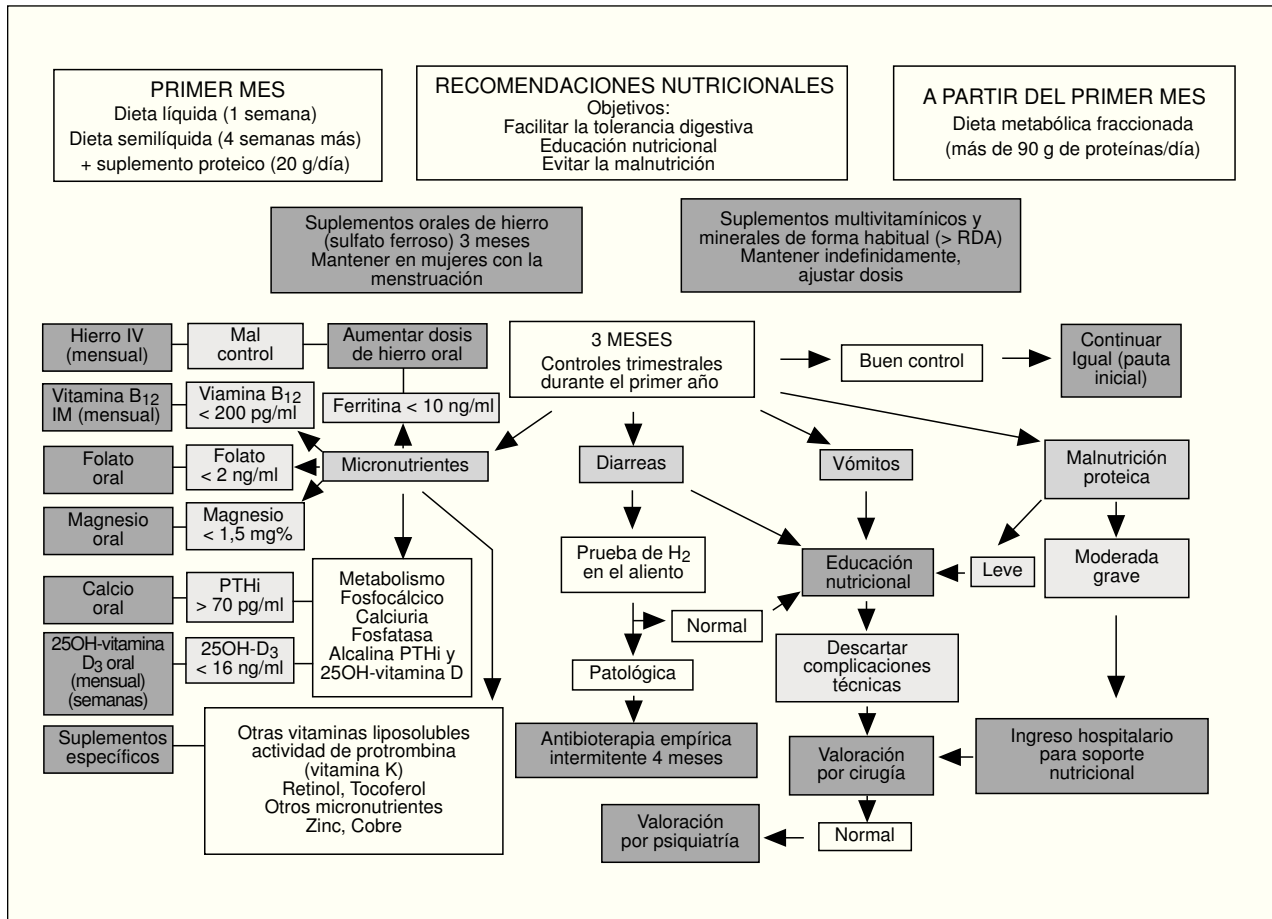 PRIMER MES
Dieta líquida (1 semana)
Dieta semilíquida (4 semanas más)
+ suplemento proteico (20 g/día)
RECOMENDACIONES NUTRICIONALES
Objetivos:
Facilitar la tolerancia digestiva
Educación nutricional
Evitar la malnutrición
A PARTIR DEL PRIMER MES
Dieta metabólica fraccionada
(más de 90 g de proteínas/día)
Suplementos orales de hierro
(sulfato ferroso) 3 meses
Mantener en mujeres con la
menstruación
Suplementos multivitamínicos y
minerales de forma habitual (> RDA)
Mantener indefinidamente,
ajustar dosis
Hierro IV
(mensual)
Mal
control
Aumentar dosis
de hierro oral
3 MESES
Controles trimestrales
durante el primer año
Buen control
Continuar
Igual (pauta
inicial)
Vitamina B12
IM (mensual)
Viamina B12
< 200 pg/ml
Ferritina < 10 ng/ml
Folato
oral
Folato
< 2 ng/ml
Micronutrientes
Diarreas
Vómitos
Malnutrición
proteica
Magnesio
oral
Magnesio
< 1,5 mg%
Prueba de H2
en el aliento
Educación
nutricional
Leve
Moderada
grave
Calcio
oral
PTHi
> 70 pg/ml
Metabolismo
Fosfocálcico
Calciuria
Fosfatasa
Alcalina PTHi y
25OH-vitamina D
Normal
25OH-vitamina
D3 oral
(mensual)
(semanas)
25OH-D3
< 16 ng/ml
Patológica
Descartar
complicaciones
técnicas
Suplementos
específicos
Otras vitaminas liposolubles
actividad de protrombina
(vitamina K)
Retinol, Tocoferol
Otros micronutrientes
Zinc, Cobre
Antibioterapia empírica
intermitente 4 meses
Valoración
por cirugía
Ingreso hospitalario
para soporte
nutricional
Valoración
por psiquiatría
Normal